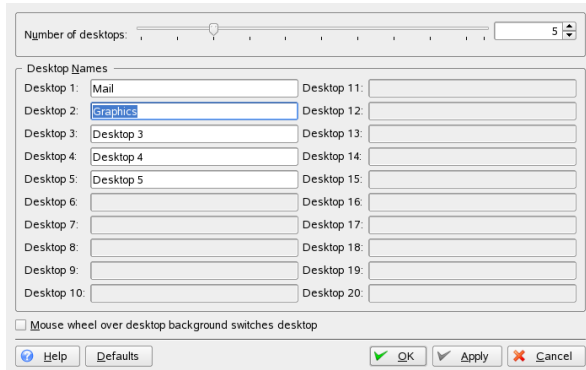 Number of desktops: 5
Desktop Names
Desktop 1: Mail Desktop 11:
Desktop 2: Graphics Desktop 12:
Desktop 3: Desktop 3 Desktop 13:
Desktop 4: Desktop 4 Desktop 14:
Desktop 5: Desktop 5 Desktop 15:
Desktop 6: Desktop 16:
Desktop 7: Desktop 17:
Desktop 8: Desktop 18:
Desktop 9: Desktop 19:
Desktop 10: Desktop 20:
Mouse wheel over desktop background switches desktop
Help Defaults OK Apply Cancel